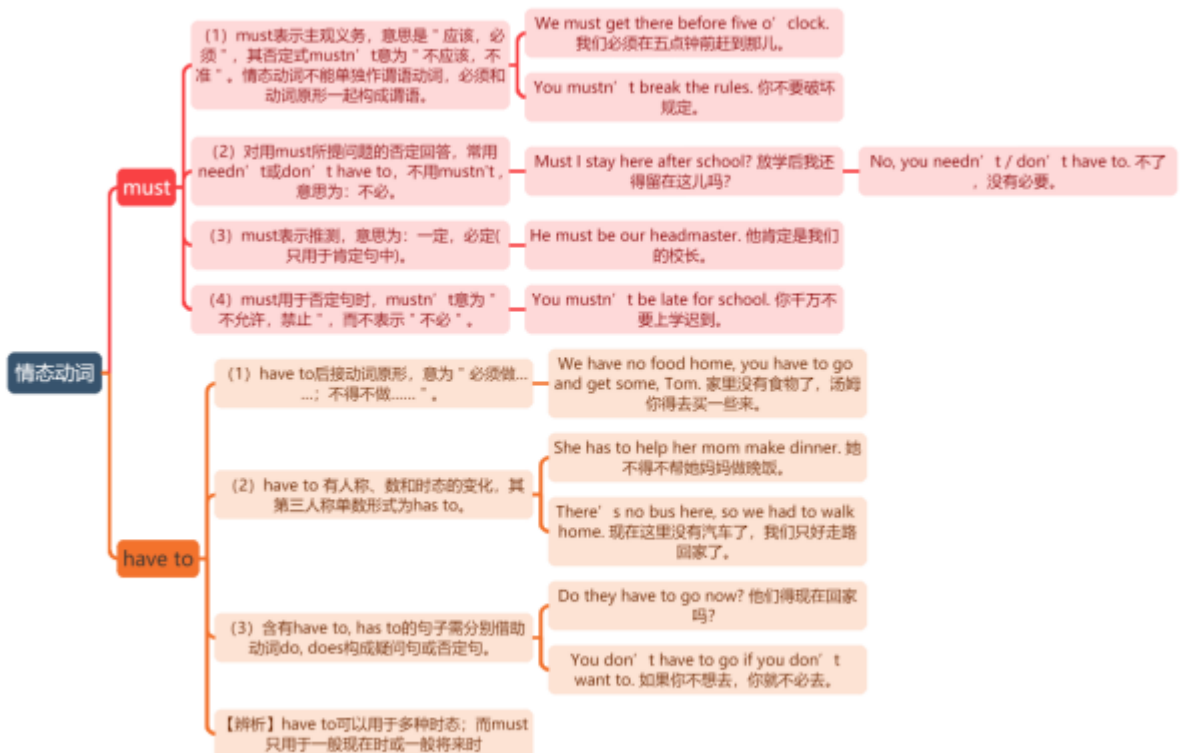 （1）must表示主观义务，意思是＂应该，必
须＂，其否定式mustn’t意为＂不应该，不
准＂。情态动词不能单独作谓语动词，必须和
动词原形一起构成谓语。
We must get there before five o’clock.
我们必须在五点钟前赶到那儿。
You mustn’t break the rules. 你不要破坏
规定。
must
（2）对用must所提问题的否定回答，常用
needn’t或don’t have to，不用mustn't ,
意思为：不必。
Must I stay here after school? 放学后我还
得留在这儿吗？
No, you needn’t / don’t have to. 不了
，没有必要。
（3）must表示推测，意思为：一定，必定(
只用于肯定句中)。
He must be our headmaster. 他肯定是我们
的校长。
（4）must用于否定句时，mustn’t意为＂
不允许，禁止＂，而不表示＂不必＂。
You mustn’t be late for school. 你千万不
要上学迟到。
情态动词
（1）have to后接动词原形，意为＂必须做...
...；不得不做......＂。
We have no food home, you have to go
and get some, Tom. 家里没有食物了，汤姆
你得去买一些来。
（2）have to 有人称、数和时态的变化，其
第三人称单数形式为has to。
She has to help her mom make dinner. 她
不得不帮她妈妈做晚饭。
There’s no bus here, so we had to walk
home. 现在这里没有汽车了，我们只好走路
回家了。
have to
（3）含有have to, has to的句子需分别借助
动词do, does构成疑问句或否定句。
Do they have to go now? 他们得现在回家
吗？
You don’t have to go if you don’t
want to. 如果你不想去，你就不必去。
【辨析】have to可以用于多种时态；而must
只用于一般现在时或一般将来时